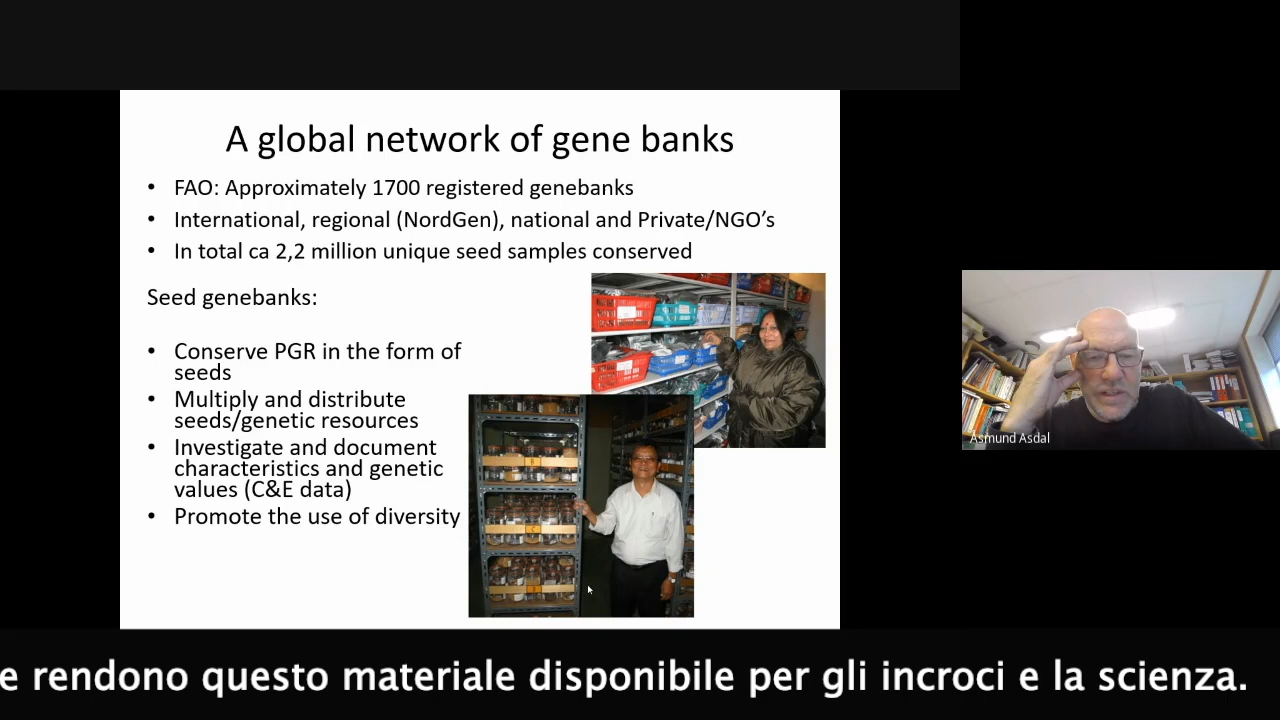 A global network of gene banks
• FAO: Approximately 1700 registered genebanks
• International, regional (NordGen), national and Private/NGO’s
• In total ca 2,2 million unique seed samples conserved
Seed genebanks:
• Conserve PGR in the form of
seeds
• Multiply and distribute
seeds/genetic resources
• Investigate and document
characteristics and genetic
values (C&E data)
• Promote the use of diversity
Åsmund Asdal
e rendono questo materiale disponibile per gli incroci e la scienza.